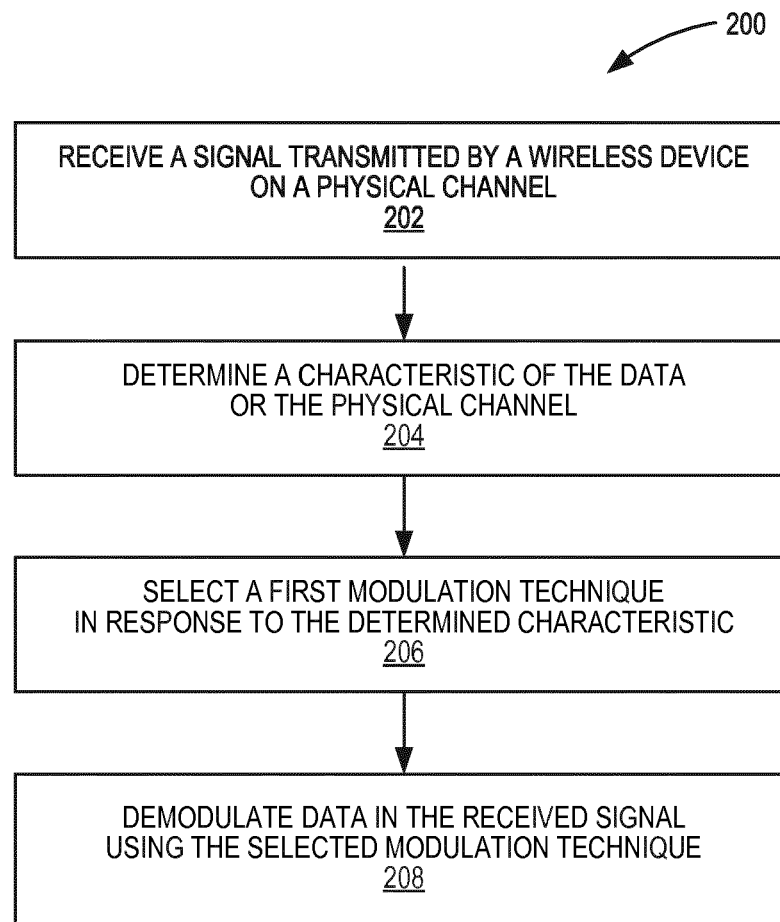 200
RECEIVE A SIGNAL TRANSMITTED BY A WIRELESS DEVICE
ON A PHYSICAL CHANNEL
202
DETERMINE A CHARACTERISTIC OF THE DATA
OR THE PHYSICAL CHANNEL
204
SELECT A FIRST MODULATION TECHNIQUE
IN RESPONSE TO THE DETERMINED CHARACTERISTIC
206
DEMODULATE DATA IN THE RECEIVED SIGNAL
USING THE SELECTED MODULATION TECHNIQUE
208